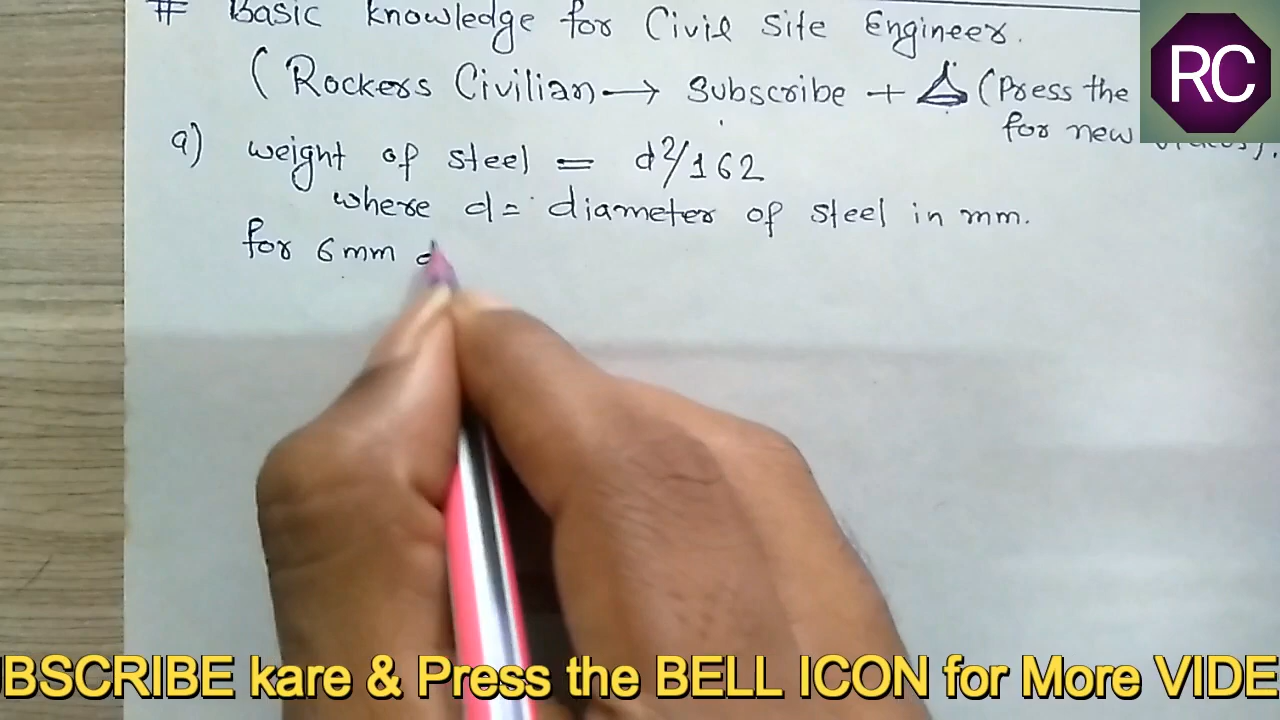 # Basic knowledge for Civil Site Engineer.
(Rockers Civilian → Subscribe + (Press the
for new
a) weight of steel = d²/162
where d = diameter of steel in mm.
for 6mm d
RC
BSCRIBE kare & Press the BELL ICON for More VIDE